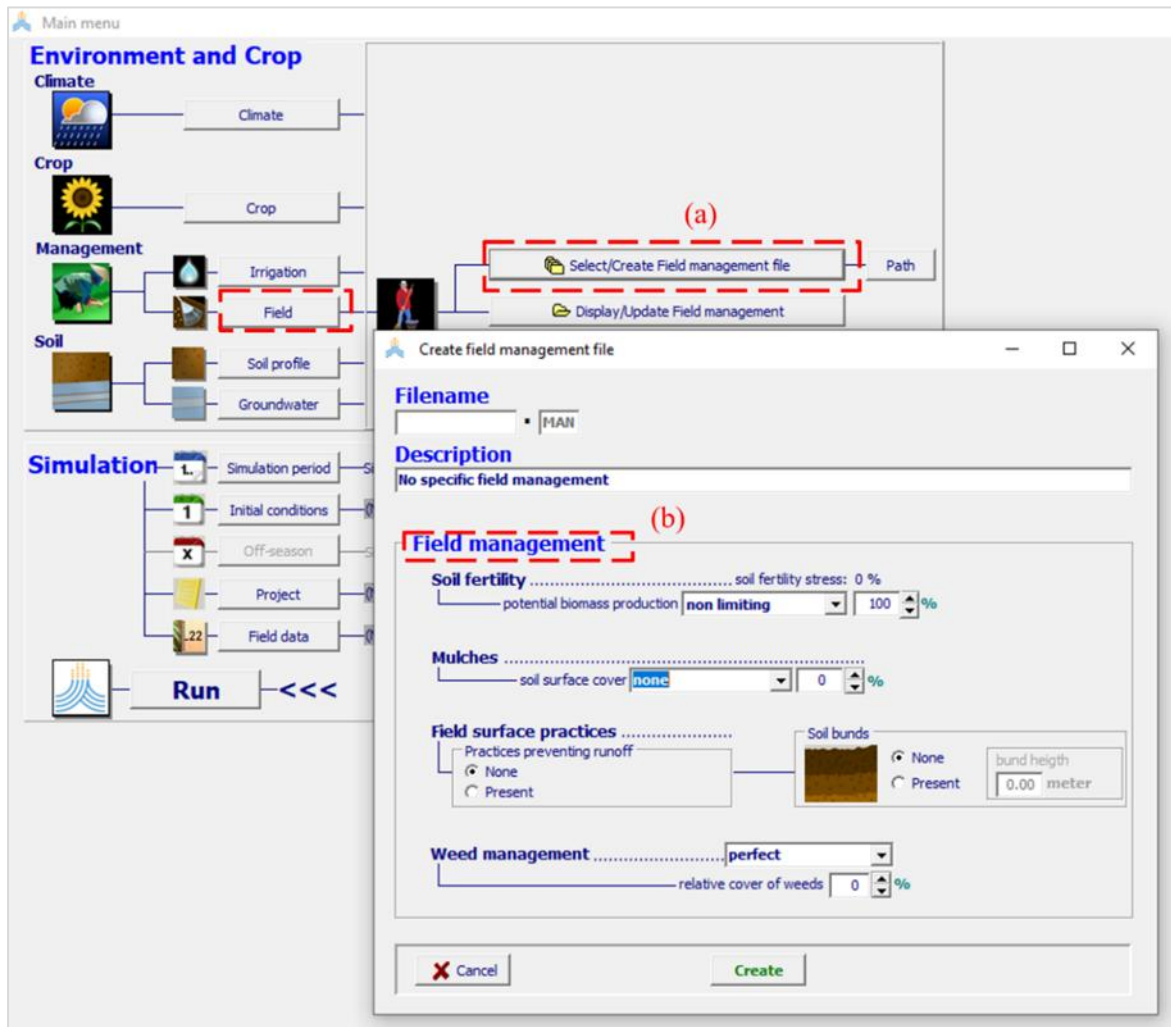 Main menu
Environment and Crop
Climate
Climate
Crop
Crop
(a)
Management
Irrigation
Select/Create Field management file
Path
Field
Display/Update Field management
Soil
Soil profile
Groundwater
Simulation
1..
Simulation period
1
Initial conditions
x
Off-season
Project
.22
Field data
Run
<<<
Create field management file
Filename
. MAN
Description
No specific field management
(b)
Field management
Soil fertility ................................ soil fertility stress: 0 %
potential biomass production non limiting 100 %
Mulches ................................................................
soil surface cover none 0 %
Field surface practices ......................
Practices preventing runoff
None
Present
Soil bunds
None
Present
bund heigth
0.00 meter
Weed management ......................... perfect
relative cover of weeds 0 %
Cancel
Create